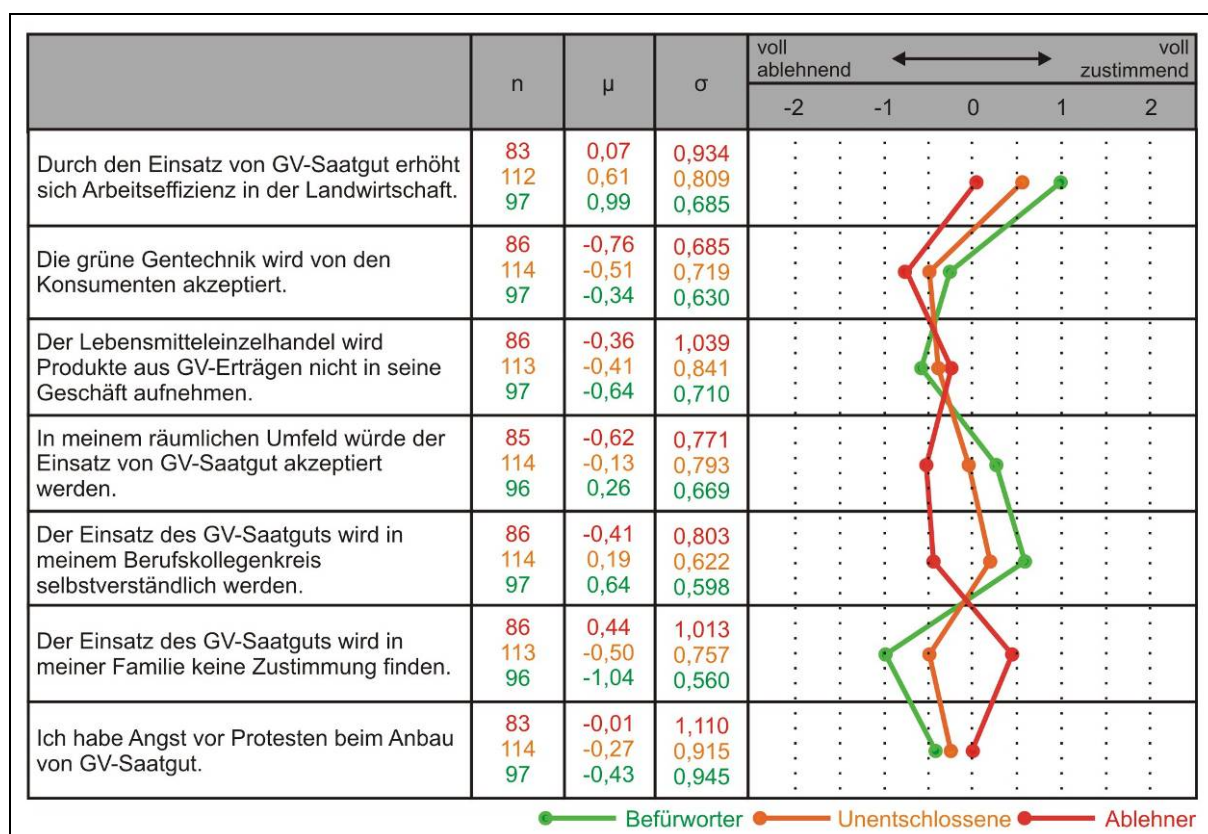 voll ablehnend
voll zustimmend
n µ σ
-2 -1 0 1 2
Durch den Einsatz von GV-Saatgut erhöht
sich Arbeitseffizienz in der Landwirtschaft.
83 0,07 0,934
112 0,61 0,809
97 0,99 0,685
Die grüne Gentechnik wird von den
Konsumenten akzeptiert.
86 -0,76 0,685
114 -0,51 0,719
97 -0,34 0,630
Der Lebensmitteleinzelhandel wird
Produkte aus GV-Erträgen nicht in seine
Geschäft aufnehmen.
86 -0,36 1,039
113 -0,41 0,841
97 -0,64 0,710
In meinem räumlichen Umfeld würde der
Einsatz von GV-Saatgut akzeptiert
werden.
85 -0,62 0,771
114 -0,13 0,793
96 0,26 0,669
Der Einsatz des GV-Saatguts wird in
meinem Berufskollegenkreis
selbstverständlich werden.
86 -0,41 0,803
114 0,19 0,622
97 0,64 0,598
Der Einsatz des GV-Saatguts wird in
meiner Familie keine Zustimmung finden.
86 0,44 1,013
113 -0,50 0,757
96 -1,04 0,560
Ich habe Angst vor Protesten beim Anbau
von GV-Saatgut.
83 -0,01 1,110
114 -0,27 0,915
97 -0,43 0,945
Befürworter Unentschlossene Ablehner